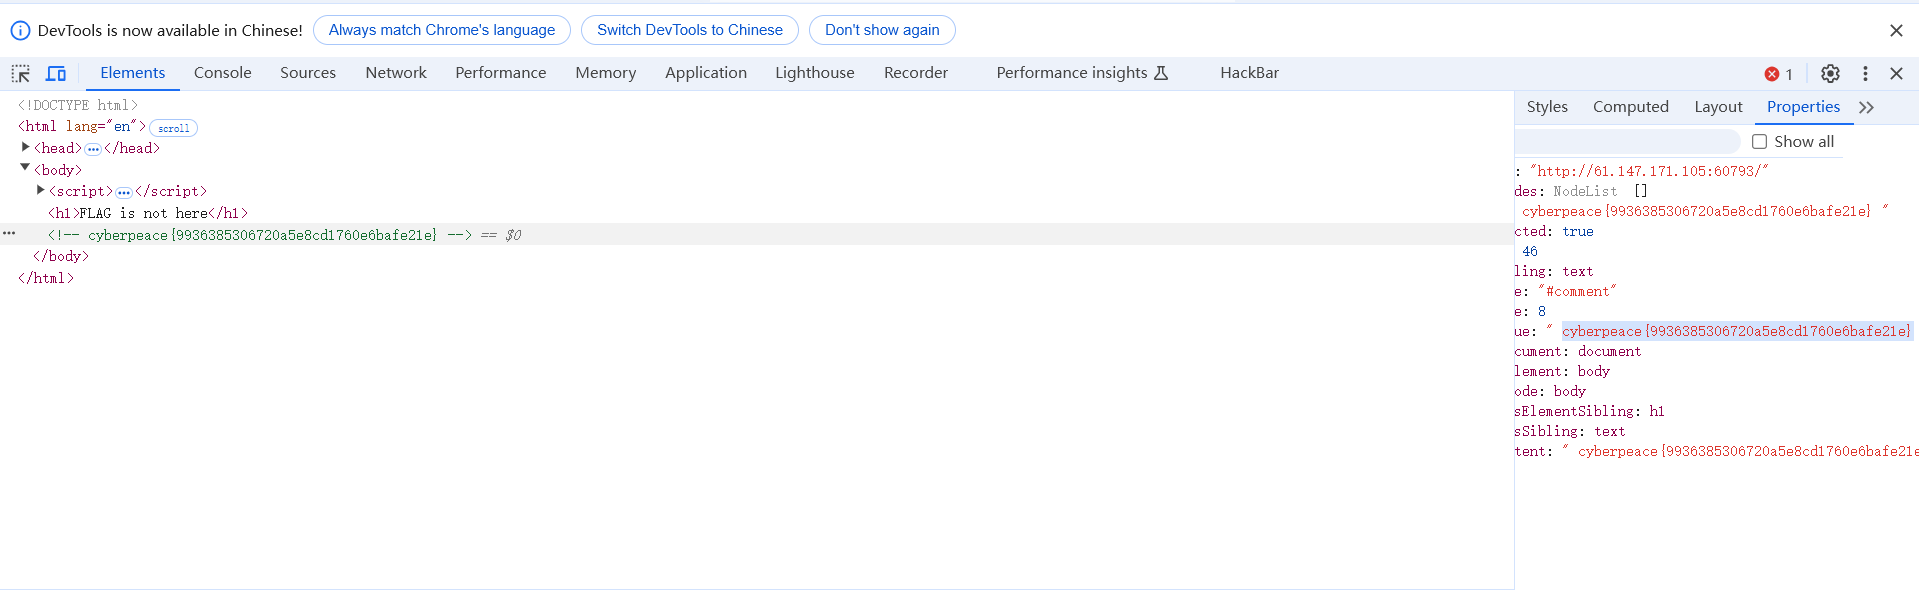 DevTools is now available in Chinese! Always match Chrome's language Switch DevTools to Chinese Don't show again
Elements Console Sources Network Performance Memory Application Lighthouse Recorder Performance insights HackBar 1
<!DOCTYPE html>
<html lang="en"> scroll
<head> ··· </head>
<body>
<script> ··· </script>
<h1>FLAG is not here</h1>
··· <!-- cyberpeace{9936385306720a5e8cd1760e6bafe21e} --> == $0
</body>
</html>
Styles Computed Layout Properties
Show all
: "http://61.147.171.105:60793/"
des: NodeList []
cyberpeace{9936385306720a5e8cd1760e6bafe21e} "
cted: true
46
ling: text
e: "#comment"
e: 8
ue: " cyberpeace{9936385306720a5e8cd1760e6bafe21e}
cument: document
lement: body
ode: body
sElementSibling: h1
sSibling: text
tent: " cyberpeace{9936385306720a5e8cd1760e6bafe21e